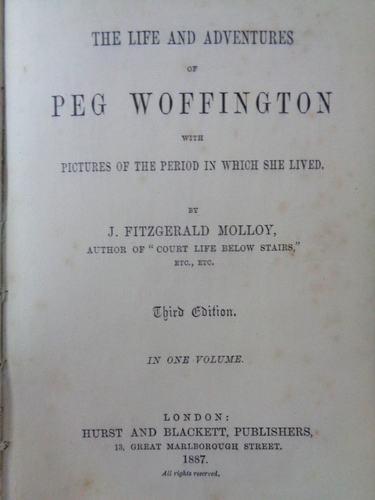 THE LIFE AND ADVENTURES
OF
PEG WOFFINGTON
WITH
PICTURES OF THE PERIOD IN WHICH SHE LIVED.
BY
J. FITZGERALD MOLLOY,
AUTHOR OF "COURT LIFE BELOW STAIRS,"
ETC., ETC.
Third Edition.
IN ONE VOLUME.
LONDON:
HURST AND BLACKETT, PUBLISHERS,
13, GREAT MARLBOROUGH STREET.
1887.
All rights reserved.